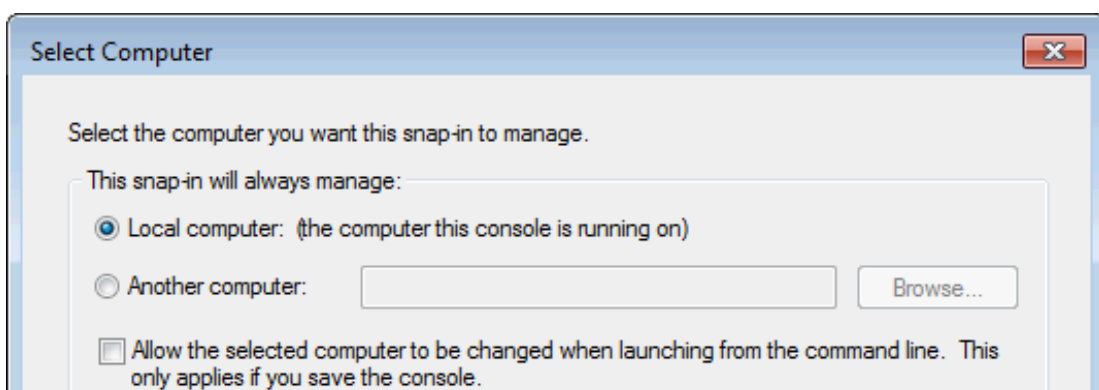 Select Computer
Select the computer you want this snap-in to manage.
This snap-in will always manage:
Local computer: (the computer this console is running on)
Another computer:
Browse...
Allow the selected computer to be changed when launching from the command line. This
only applies if you save the console.